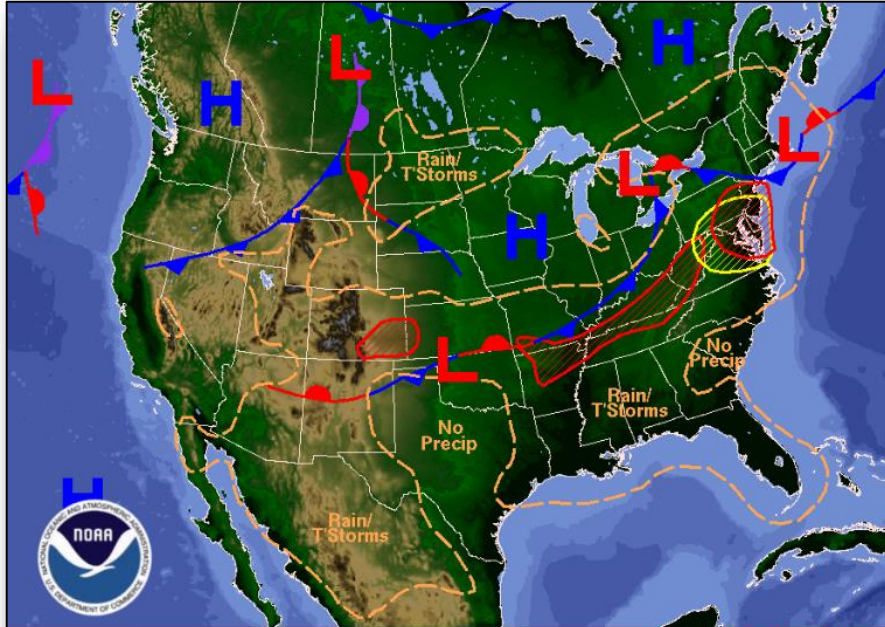 H
L
L
H
Rain/
T'Storms
L
L
H
L
No
Precip
Rain/
T'Storms
No
Precip
H
Rain/
T'Storms
NATIONAL OCEANIC AND ATMOSPHERIC ADMINISTRATION
NOAA
U.S. DEPARTMENT OF COMMERCE